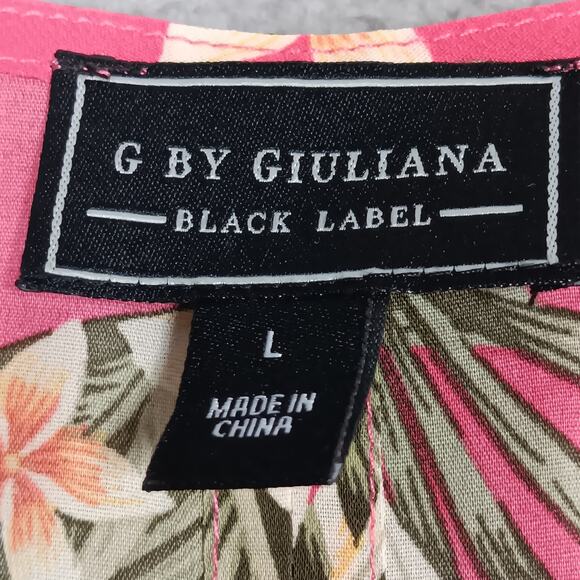 G BY GIULIANA
BLACK LABEL
L
MADE IN
CHINA